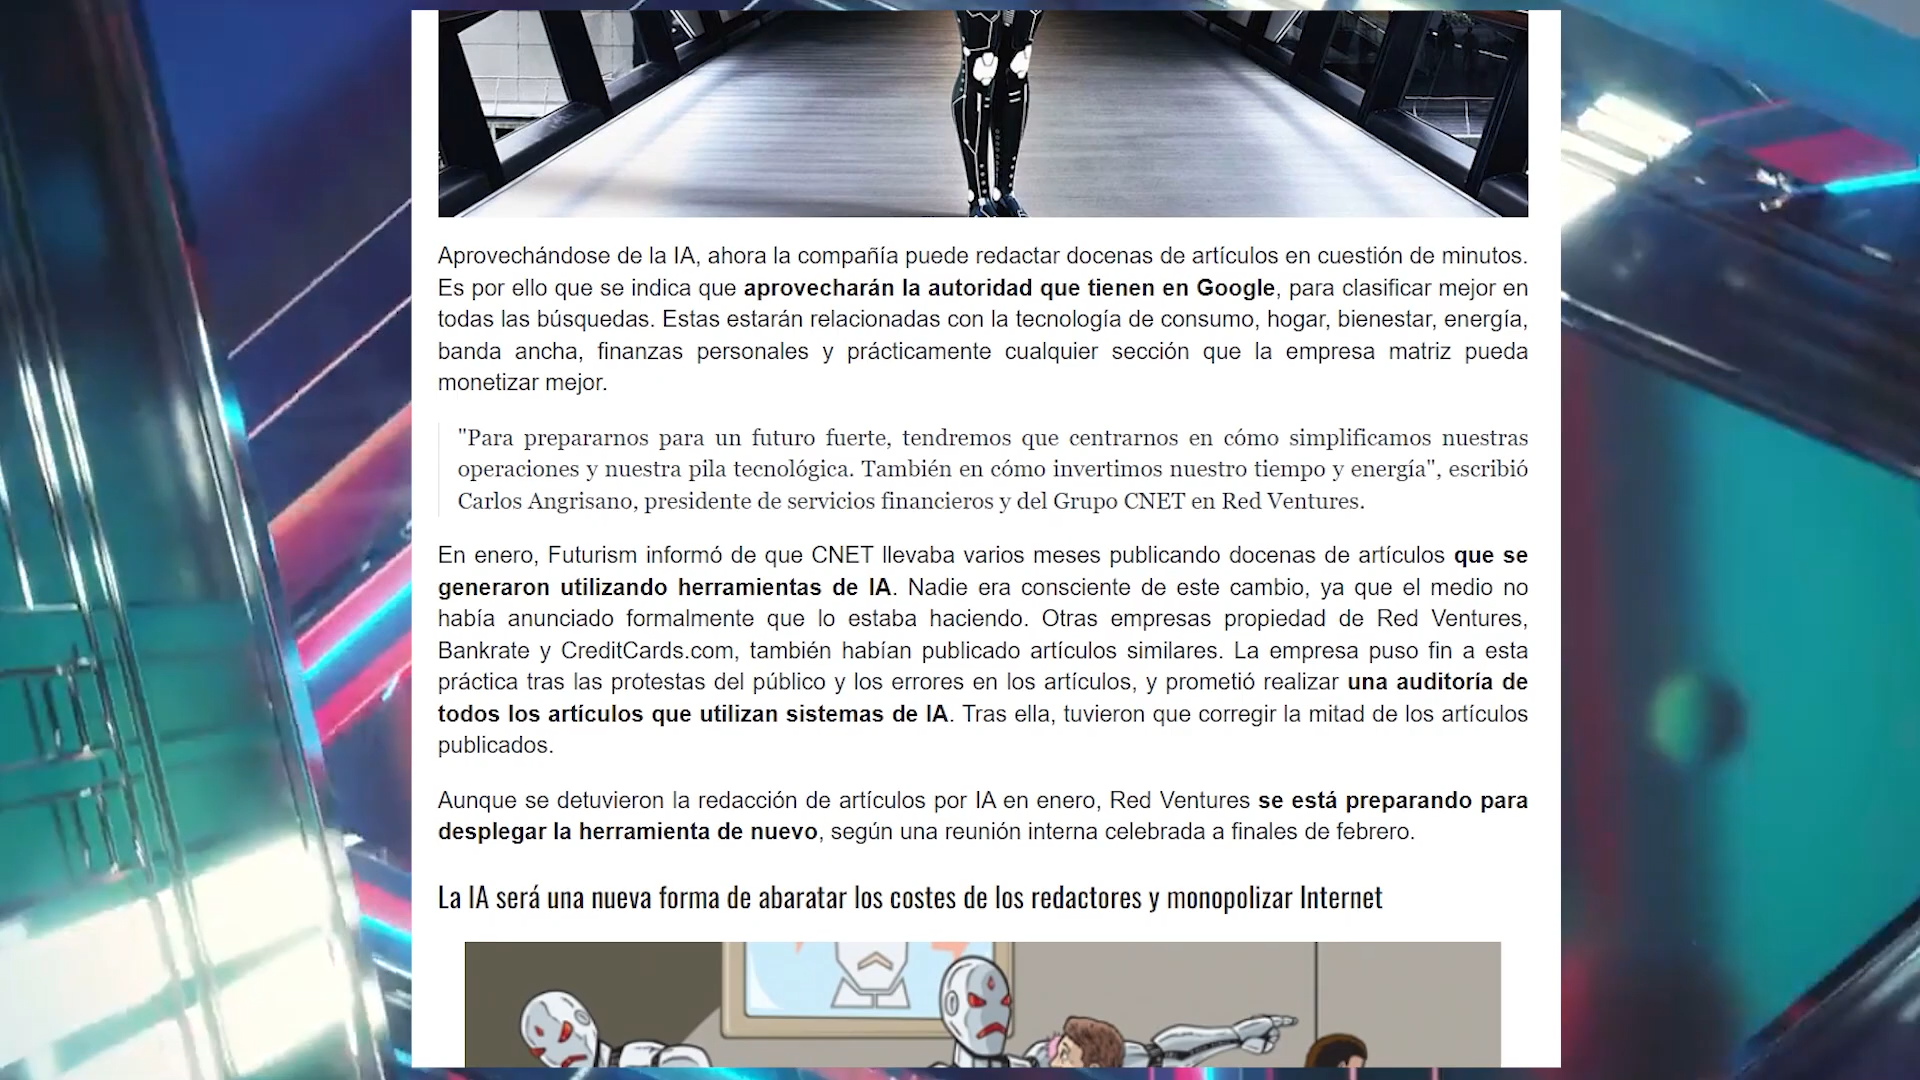 Aprovechándose de la IA, ahora la compañía puede redactar docenas de artículos en cuestión de minutos.
Es por ello que se indica que aprovecharán la autoridad que tienen en Google, para clasificar mejor en
todas las búsquedas. Estas estarán relacionadas con la tecnología de consumo, hogar, bienestar, energía,
banda ancha, finanzas personales y prácticamente cualquier sección que la empresa matriz pueda
monetizar mejor.
"Para prepararnos para un futuro fuerte, tendremos que centrarnos en cómo simplificamos nuestras
operaciones y nuestra pila tecnológica. También en cómo invertimos nuestro tiempo y energía", escribió
Carlos Angrisano, presidente de servicios financieros y del Grupo CNET en Red Ventures.
En enero, Futurism informó de que CNET llevaba varios meses publicando docenas de artículos que se
generaron utilizando herramientas de IA. Nadie era consciente de este cambio, ya que el medio no
había anunciado formalmente que lo estaba haciendo. Otras empresas propiedad de Red Ventures,
Bankrate y CreditCards.com, también habían publicado artículos similares. La empresa puso fin a esta
práctica tras las protestas del público y los errores en los artículos, y prometió realizar una auditoría de
todos los artículos que utilizan sistemas de IA. Tras ella, tuvieron que corregir la mitad de los artículos
publicados.
Aunque se detuvieron la redacción de artículos por IA en enero, Red Ventures se está preparando para
desplegar la herramienta de nuevo, según una reunión interna celebrada a finales de febrero.
La IA será una nueva forma de abaratar los costes de los redactores y monopolizar Internet